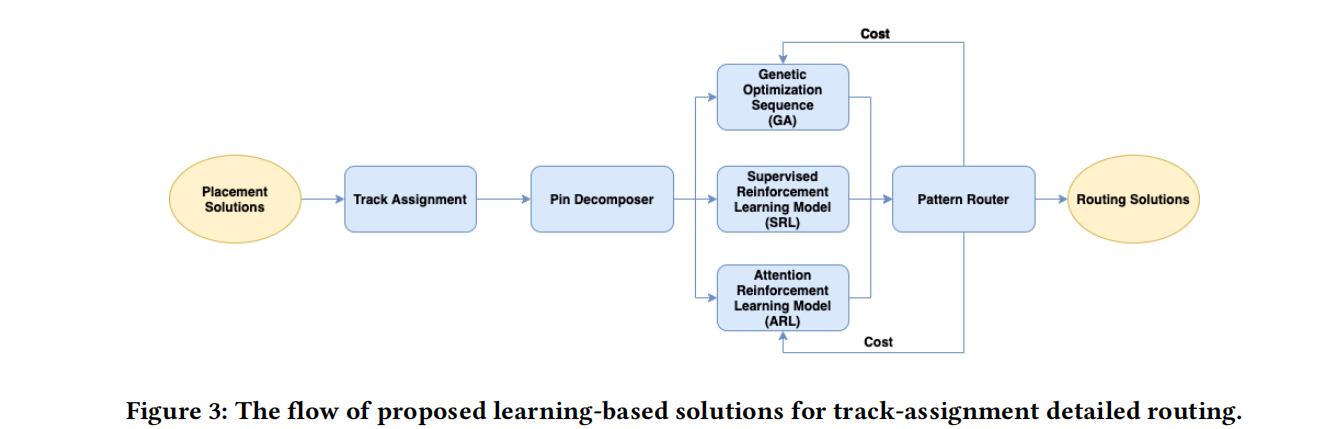 Cost
Genetic
Optimization
Sequence
(GA)
Placement
Solutions
Track Assignment
Pin Decomposer
Supervised
Reinforcement
Learning Model
(SRL)
Pattern Router
Routing Solutions
Attention
Reinforcement
Learning Model
(ARL)
Cost
Figure 3: The flow of proposed learning-based solutions for track-assignment detailed routing.